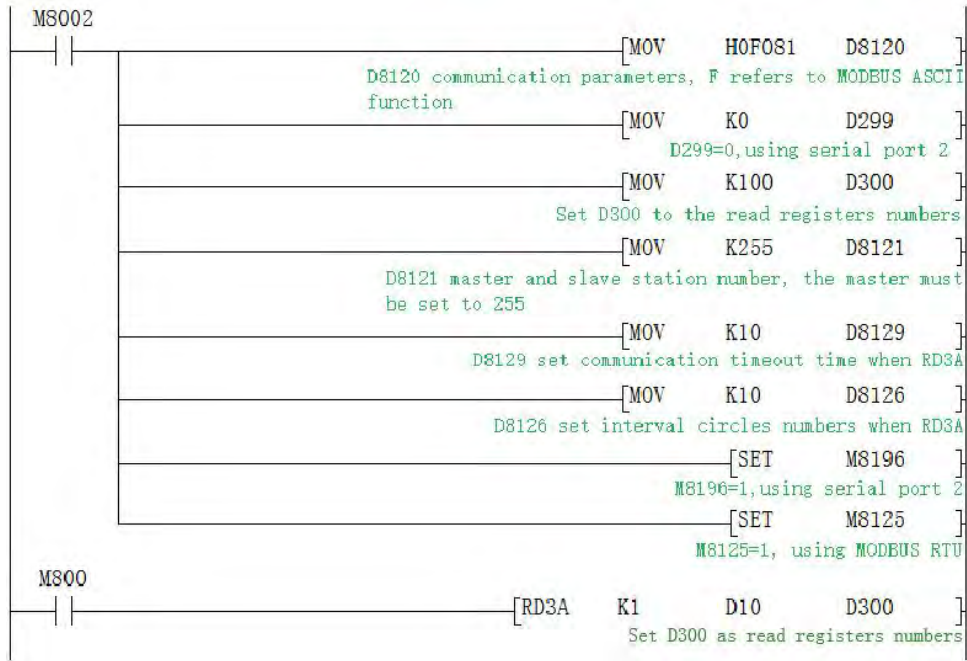 M8002
[MOV H0F081 D8120 ]
D8120 communication parameters, F refers to MODBUS ASCII
function
[MOV K0 D299 ]
D299=0,using serial port 2
[MOV K100 D300 ]
Set D300 to the read registers numbers
[MOV K255 D8121 ]
D8121 master and slave station number, the master must
be set to 255
[MOV K10 D8129 ]
D8129 set communication timeout time when RD3A
[MOV K10 D8126 ]
D8126 set interval circles numbers when RD3A
[SET M8196 ]
M8196=1,using serial port 2
[SET M8125 ]
M8125=1, using MODBUS RTU
M800
[RD3A K1 D10 D300 ]
Set D300 as read registers numbers